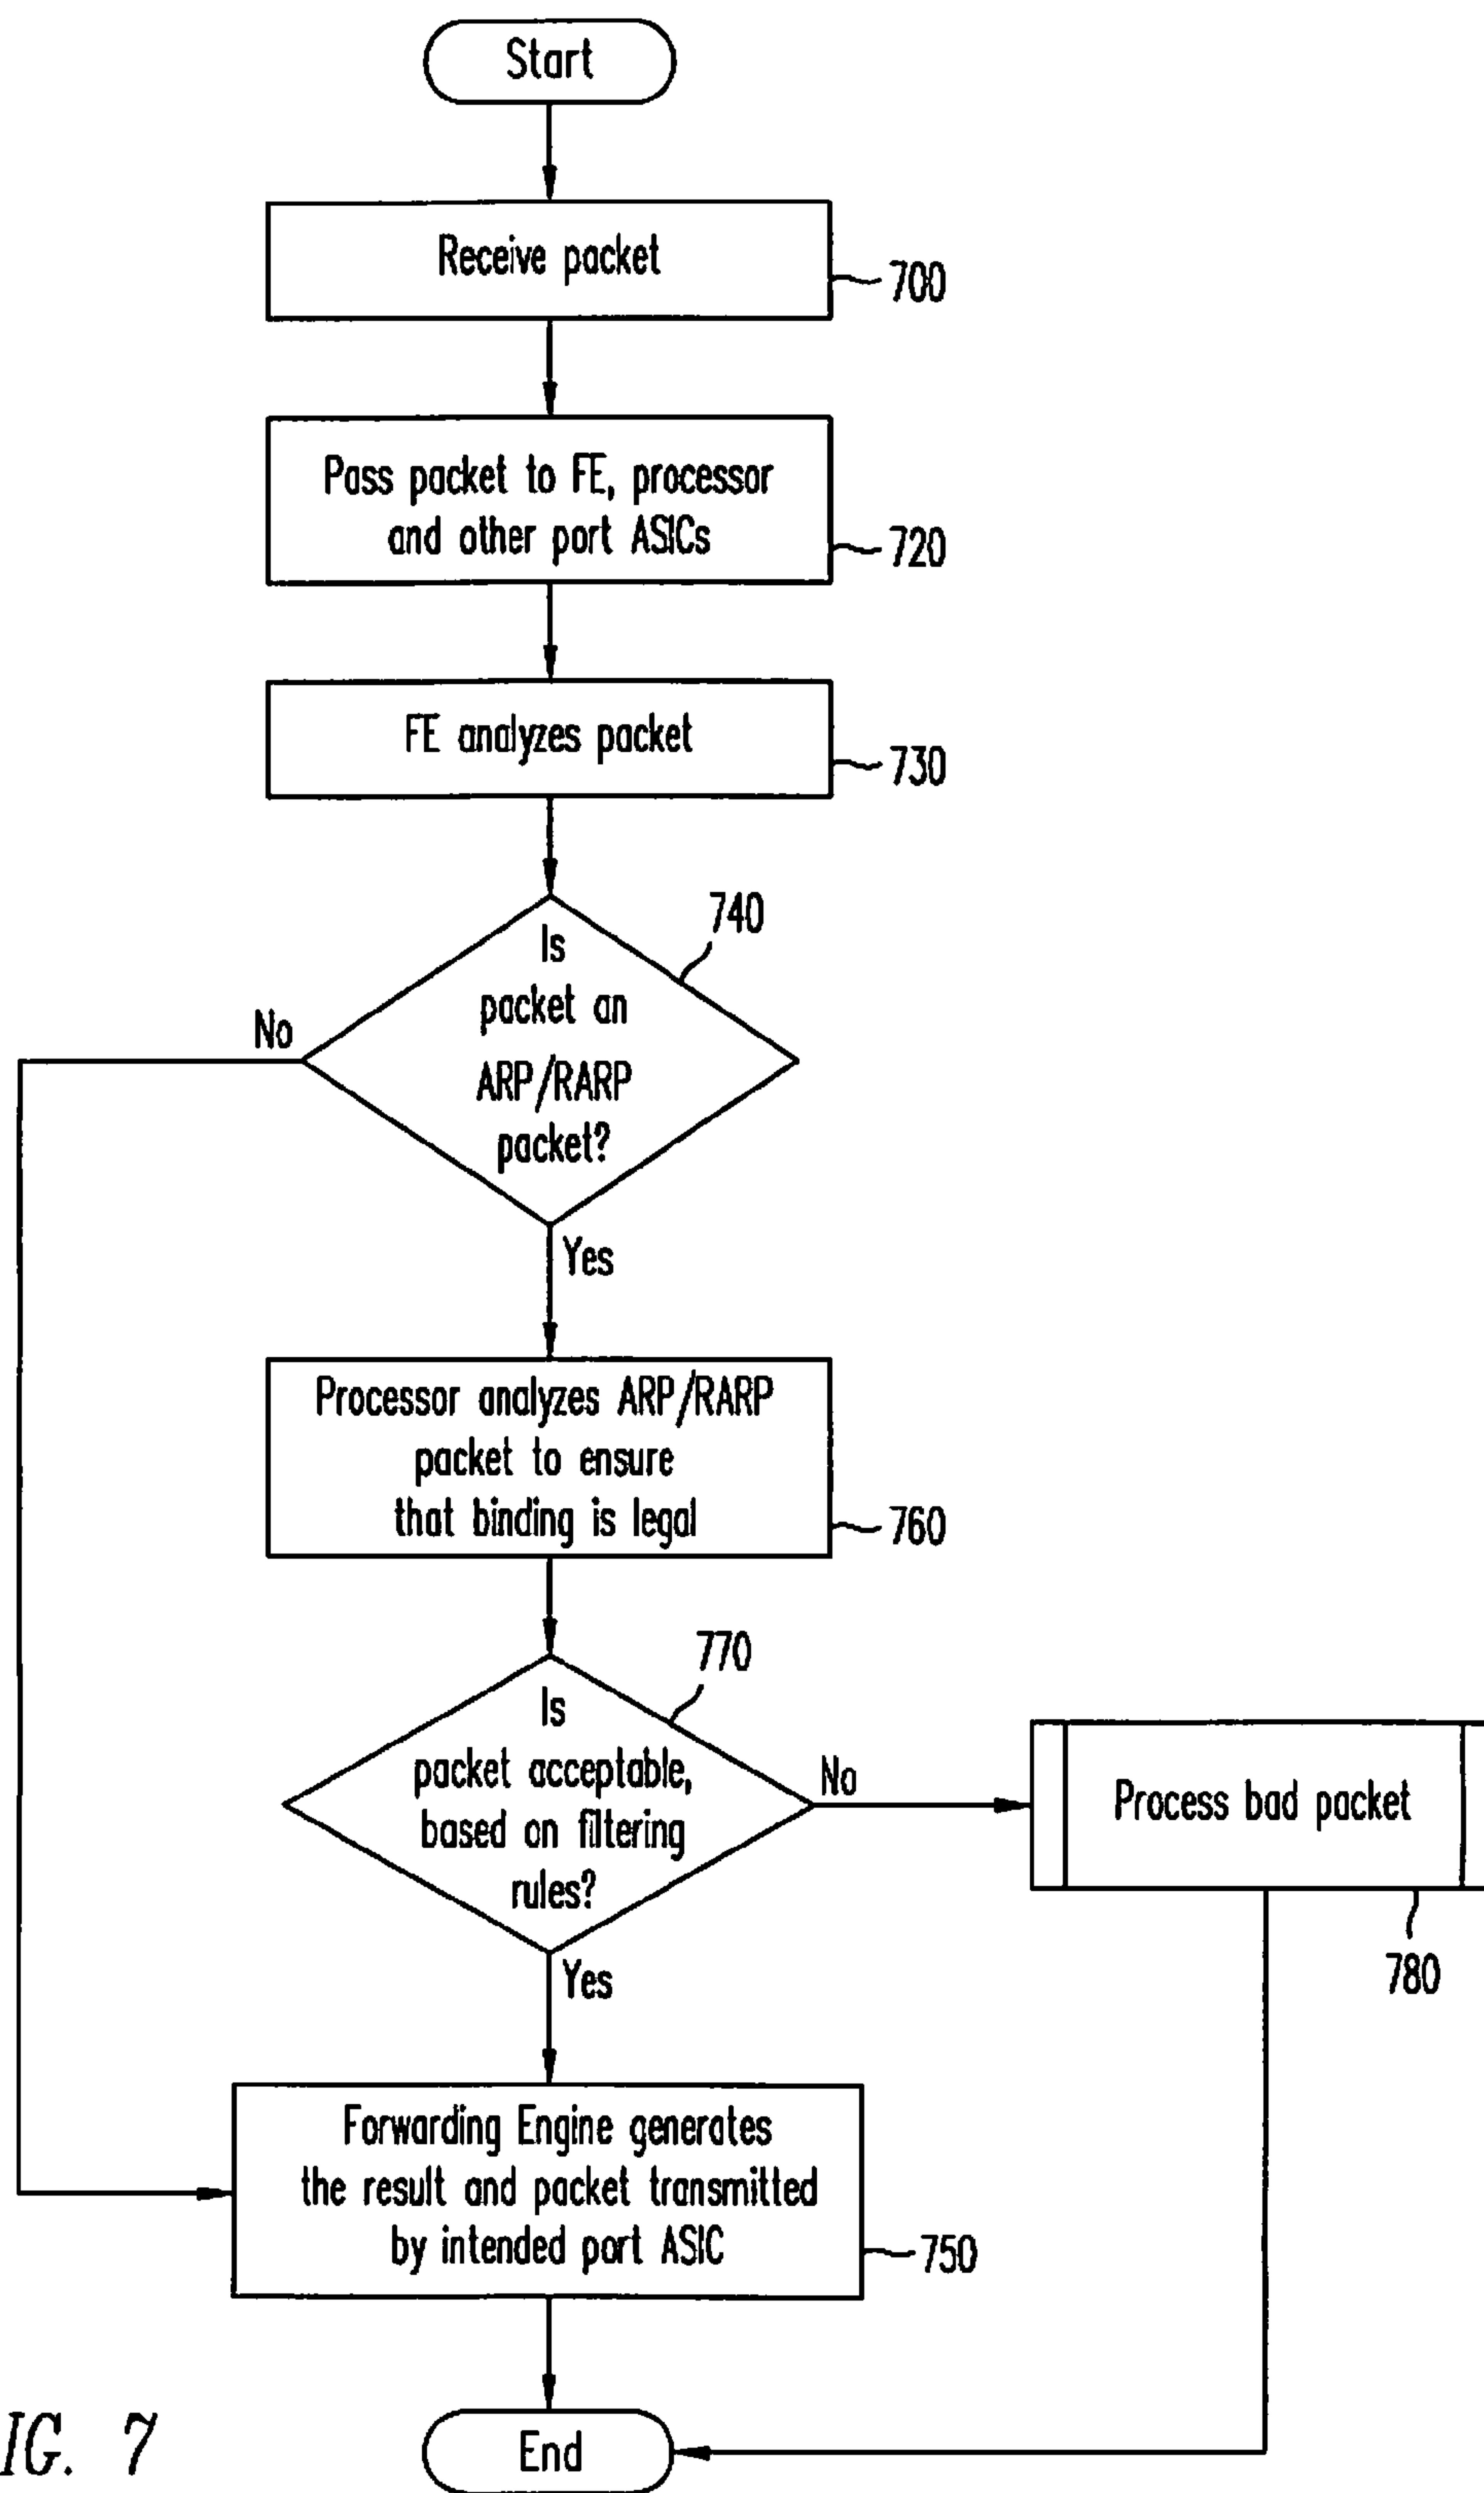 Start
Receive packet
700
Pass packet to FE, processor
and other port ASICs
720
FE analyzes packet
730
740
Is
packet an
ARP/RARP
packet?
No
Yes
Processor analyzes ARP/RARP
packet to ensure
that binding is legal
760
770
Is
packet acceptable,
based on filtering
rules?
No
Process bad packet
780
Yes
Forwarding Engine generates
the result and packet transmitted
by intended port ASIC
750
End
IG. 7